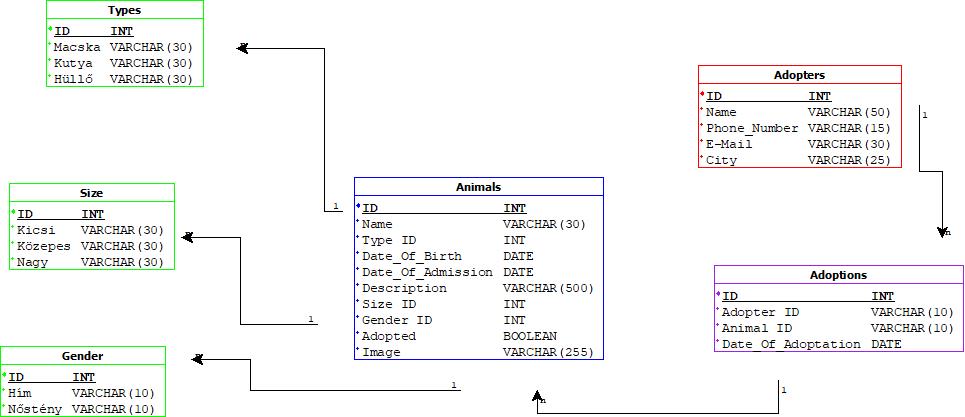 Types
ID INT
Macska VARCHAR(30)
Kutya VARCHAR(30)
Hüllő VARCHAR(30)
n
1
Size
ID INT
Kicsi VARCHAR(30)
Közepes VARCHAR(30)
Nagy VARCHAR(30)
n
1
Gender
ID INT
Hím VARCHAR(10)
Nőstény VARCHAR(10)
n
1
Animals
ID INT
Name VARCHAR(30)
Type ID INT
Date_Of_Birth DATE
Date_Of_Admission DATE
Description VARCHAR(500)
Size ID INT
Gender ID INT
Adopted BOOLEAN
Image VARCHAR(255)
n
1
Adopters
ID INT
Name VARCHAR(50)
Phone_Number VARCHAR(15)
E-Mail VARCHAR(30)
City VARCHAR(25)
1
n
Adoptions
ID INT
Adopter ID VARCHAR(10)
Animal ID VARCHAR(10)
Date_Of_Adoptation DATE